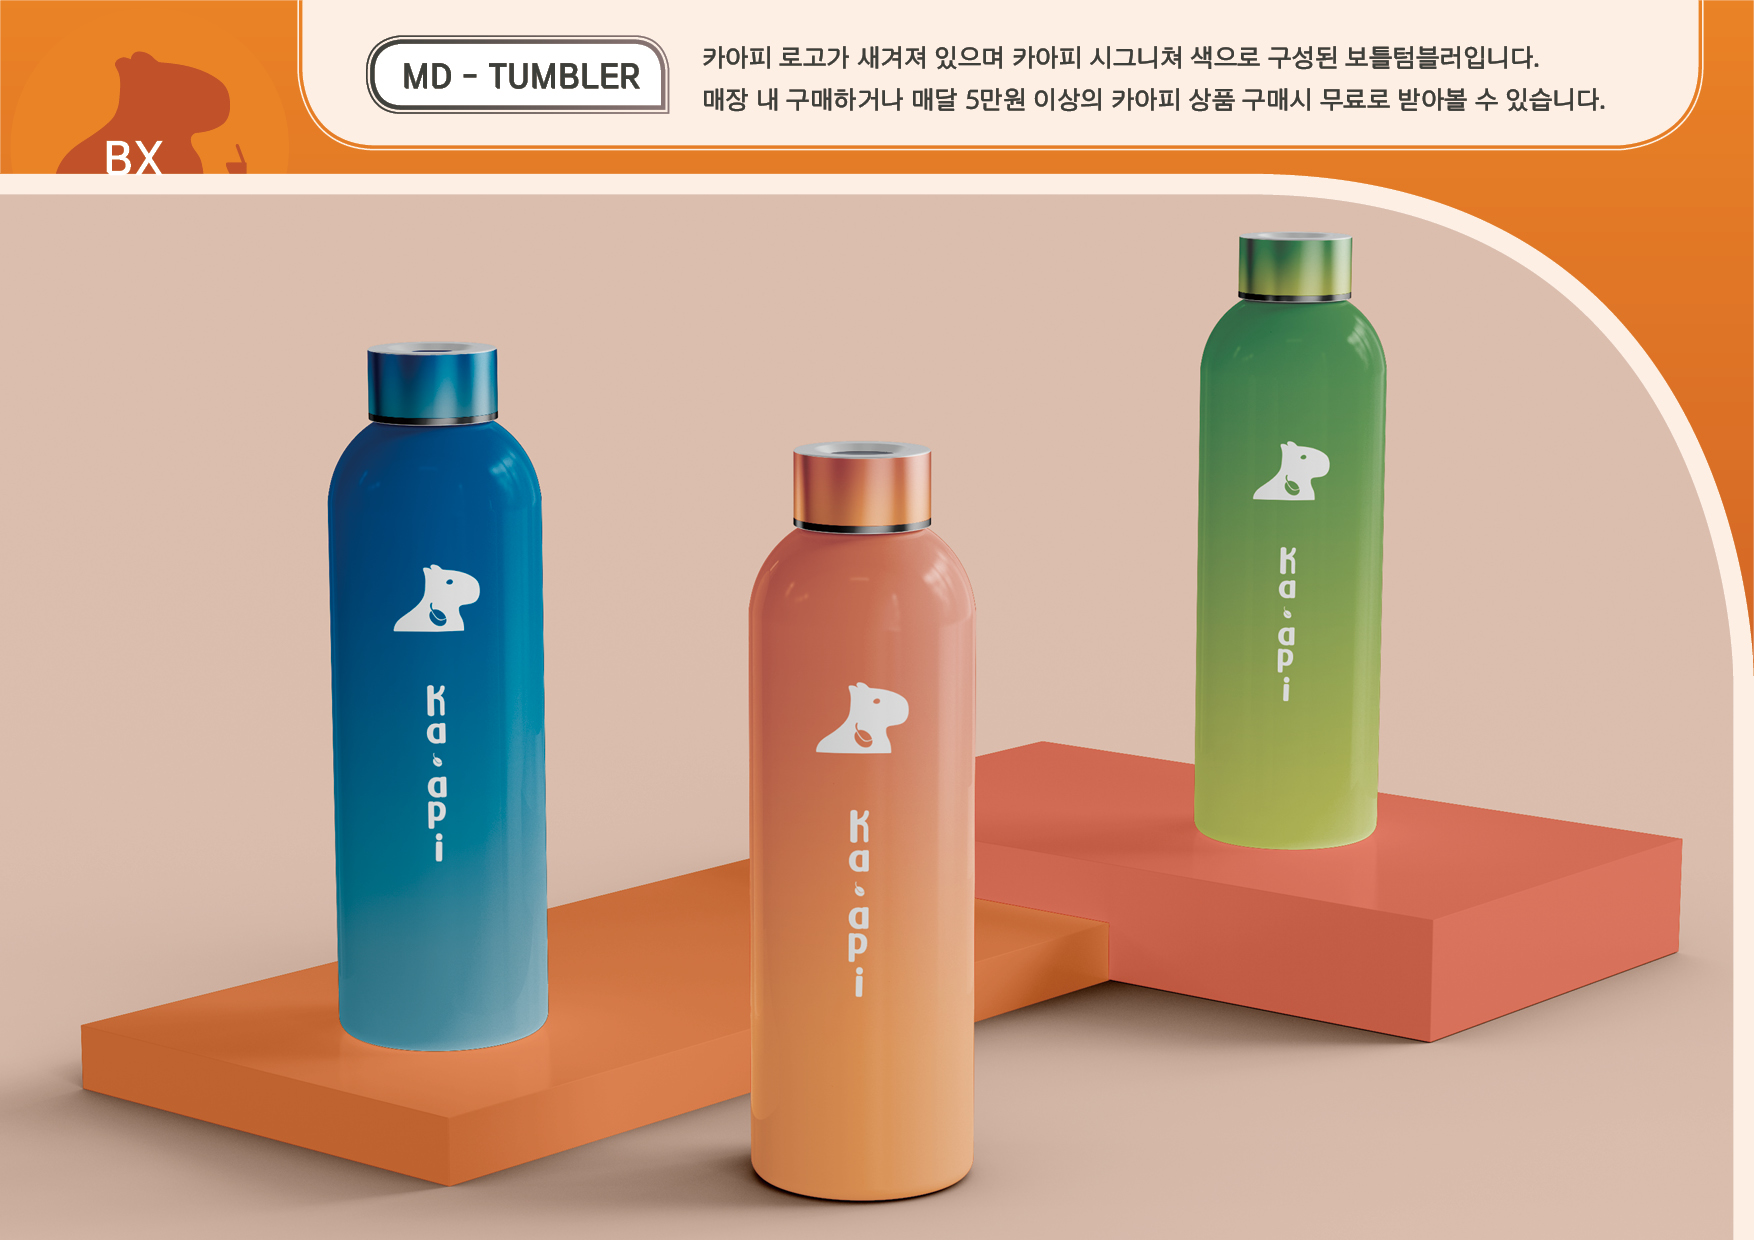 BX
MD - TUMBLER
카아피 로고가 새겨져 있으며 카아피 시그니쳐 색으로 구성된 보틀텀블러입니다.
매장 내 구매하거나 매달 5만원 이상의 카아피 상품 구매시 무료로 받아볼 수 있습니다.
Ka·api
Ka·api
Ka·api